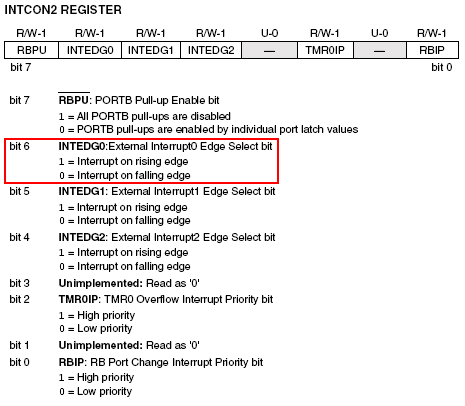 INTCON2 REGISTER
R/W-1 R/W-1 R/W-1 R/W-1 U-0 R/W-1 U-0 R/W-1
RBPU INTEDG0 INTEDG1 INTEDG2 — TMR0IP — RBIP
bit 7 bit 0
bit 7 RBPU: PORTB Pull-up Enable bit
1 = All PORTB pull-ups are disabled
0 = PORTB pull-ups are enabled by individual port latch values
bit 6 INTEDG0:External Interrupt0 Edge Select bit
1 = Interrupt on rising edge
0 = Interrupt on falling edge
bit 5 INTEDG1: External Interrupt1 Edge Select bit
1 = Interrupt on rising edge
0 = Interrupt on falling edge
bit 4 INTEDG2: External Interrupt2 Edge Select bit
1 = Interrupt on rising edge
0 = Interrupt on falling edge
bit 3 Unimplemented: Read as '0'
bit 2 TMR0IP: TMR0 Overflow Interrupt Priority bit
1 = High priority
0 = Low priority
bit 1 Unimplemented: Read as '0'
bit 0 RBIP: RB Port Change Interrupt Priority bit
1 = High priority
0 = Low priority